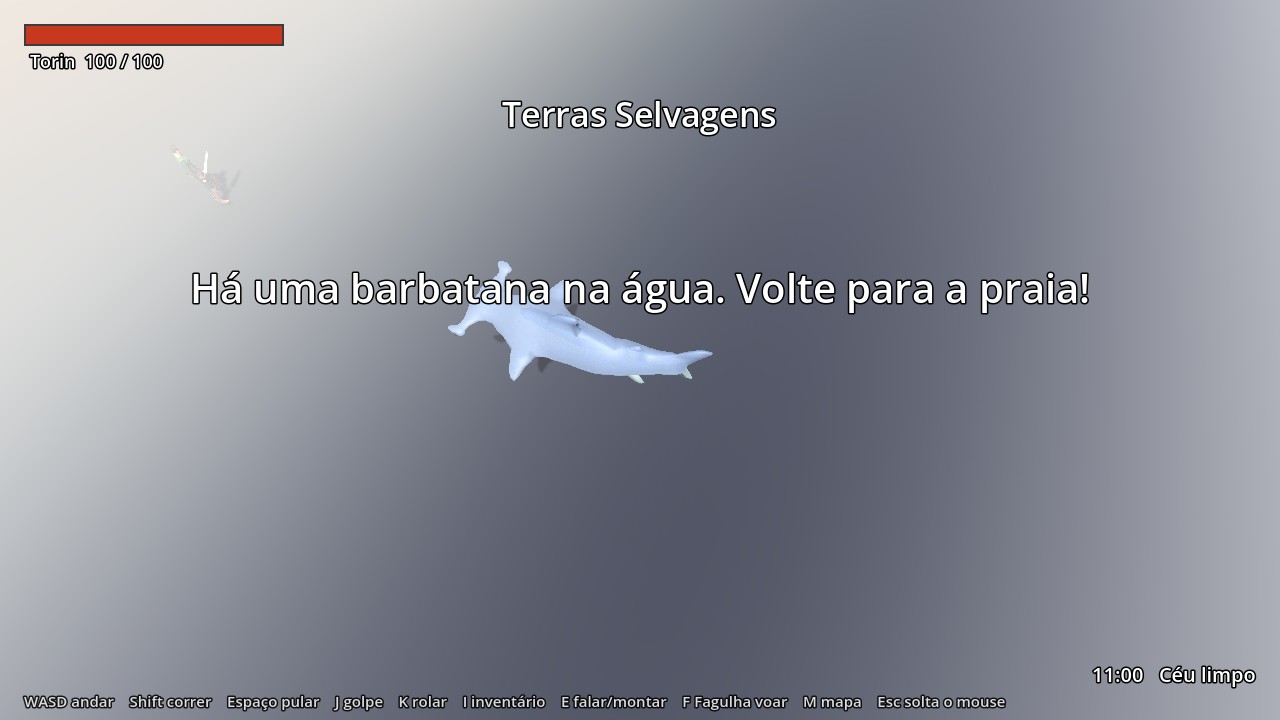 Torin 100 / 100
Terras Selvagens
Há uma barbatana na água. Volte para a praia!
11:00 Céu limpo
WASD andar Shift correr Espaço pular J golpe K rolar I inventário E falar/montar F Fagulha voar M mapa Esc solta o mouse